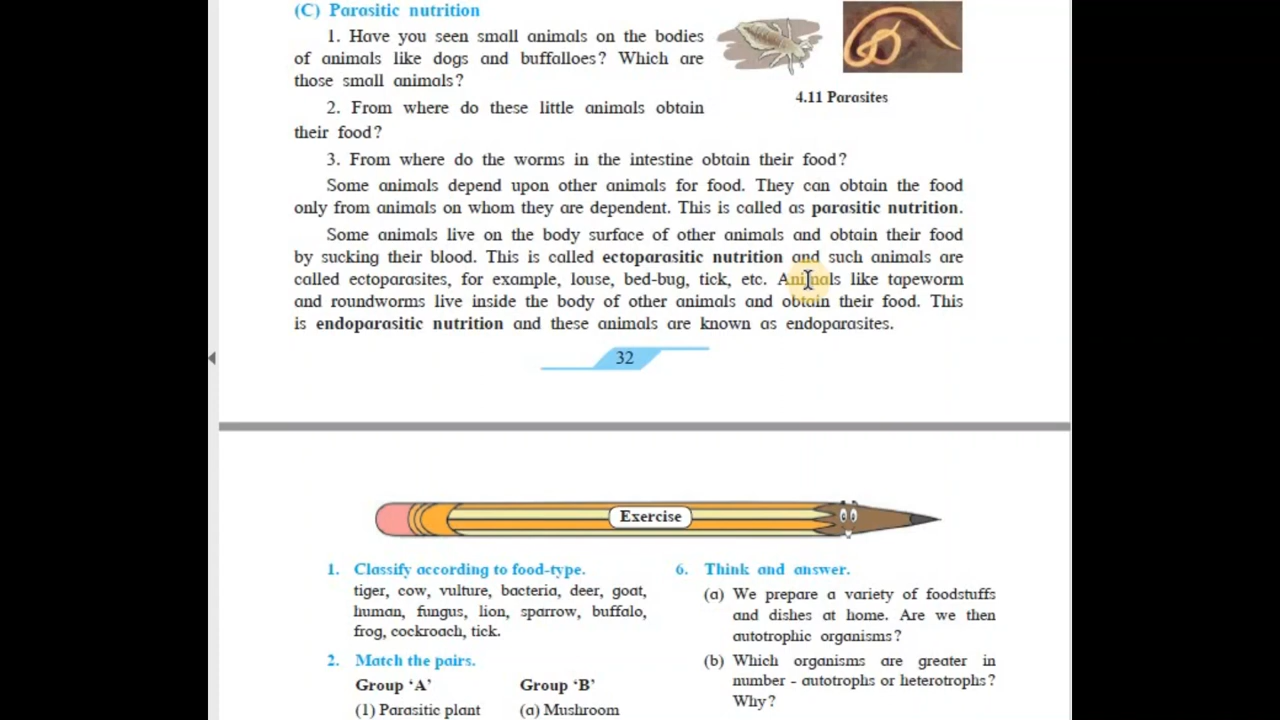 (C) Parasitic nutrition
1. Have you seen small animals on the bodies
of animals like dogs and buffalloes? Which are
those small animals?
2. From where do these little animals obtain
their food?
4.11 Parasites
3. From where do the worms in the intestine obtain their food?
Some animals depend upon other animals for food. They can obtain the food
only from animals on whom they are dependent. This is called as parasitic nutrition.
Some animals live on the body surface of other animals and obtain their food
by sucking their blood. This is called ectoparasitic nutrition and such animals are
called ectoparasites, for example, louse, bed-bug, tick, etc. Animals like tapeworm
and roundworms live inside the body of other animals and obtain their food. This
is endoparasitic nutrition and these animals are known as endoparasites.
32
Exercise
1. Classify according to food-type.
tiger, cow, vulture, bacteria, deer, goat,
human, fungus, lion, sparrow, buffalo,
frog, cockroach, tick.
2. Match the pairs.
Group ‘A’ Group ‘B’
(1) Parasitic plant (a) Mushroom
6. Think and answer.
(a) We prepare a variety of foodstuffs
and dishes at home. Are we then
autotrophic organisms?
(b) Which organisms are greater in
number - autotrophs or heterotrophs?
Why?